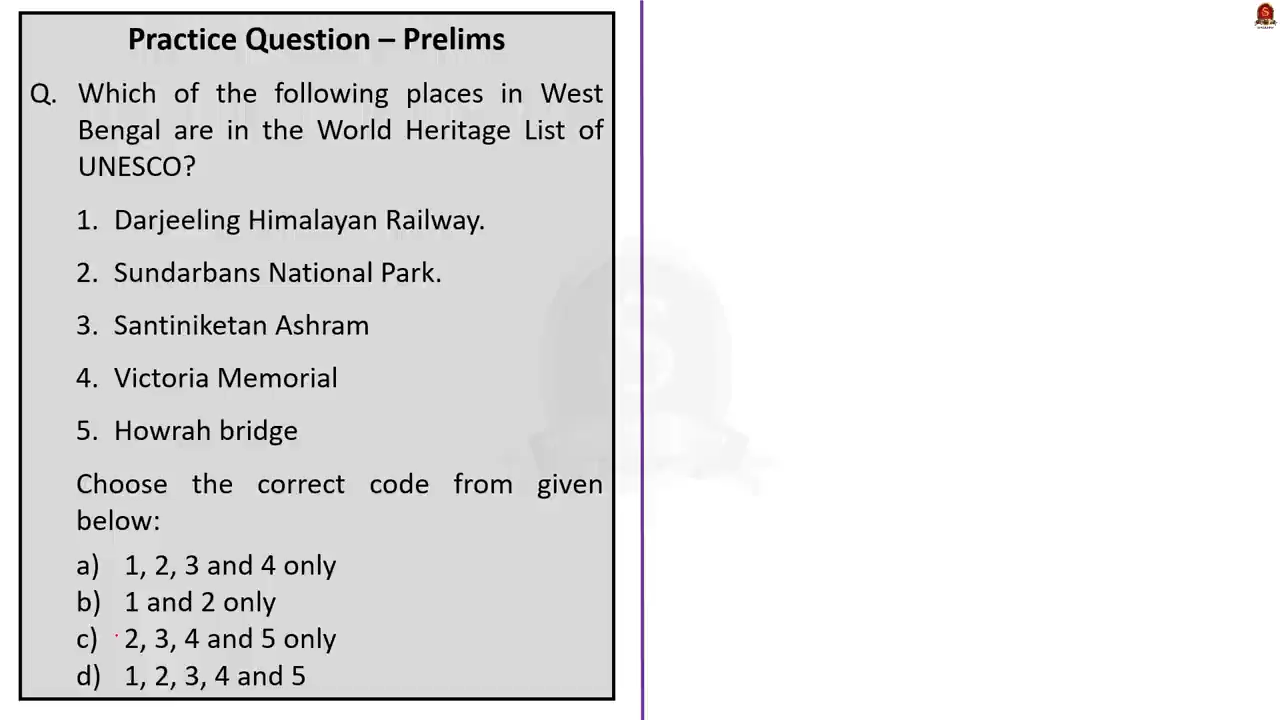 Practice Question – Prelims
Q. Which of the following places in West
Bengal are in the World Heritage List of
UNESCO?
1. Darjeeling Himalayan Railway.
2. Sundarbans National Park.
3. Santiniketan Ashram
4. Victoria Memorial
5. Howrah bridge
Choose the correct code from given
below:
a) 1, 2, 3 and 4 only
b) 1 and 2 only
c) 2, 3, 4 and 5 only
d) 1, 2, 3, 4 and 5
S
S